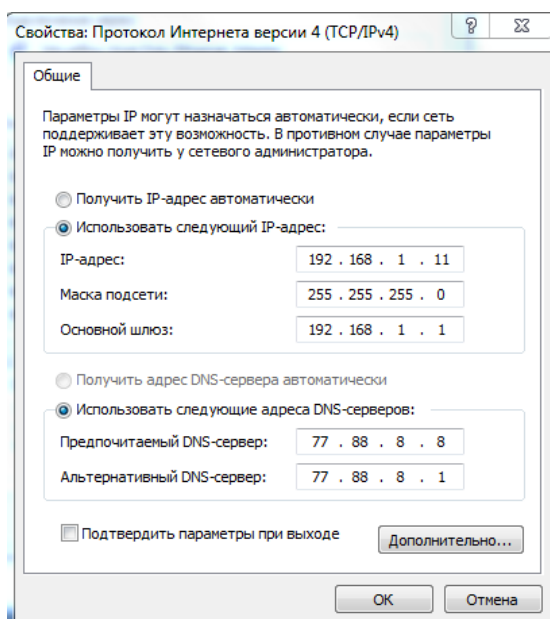 Свойства: Протокол Интернета версии 4 (TCP/IPv4)
Общие
Параметры IP могут назначаться автоматически, если сеть
поддерживает эту возможность. В противном случае параметры
IP можно получить у сетевого администратора.
Получить IP-адрес автоматически
Использовать следующий IP-адрес:
IP-адрес: 192 . 168 . 1 . 11
Маска подсети: 255 . 255 . 255 . 0
Основной шлюз: 192 . 168 . 1 . 1
Получить адрес DNS-сервера автоматически
Использовать следующие адреса DNS-серверов:
Предпочитаемый DNS-сервер: 77 . 88 . 8 . 8
Альтернативный DNS-сервер: 77 . 88 . 8 . 1
Подтвердить параметры при выходе
Дополнительно...
ОК Отмена